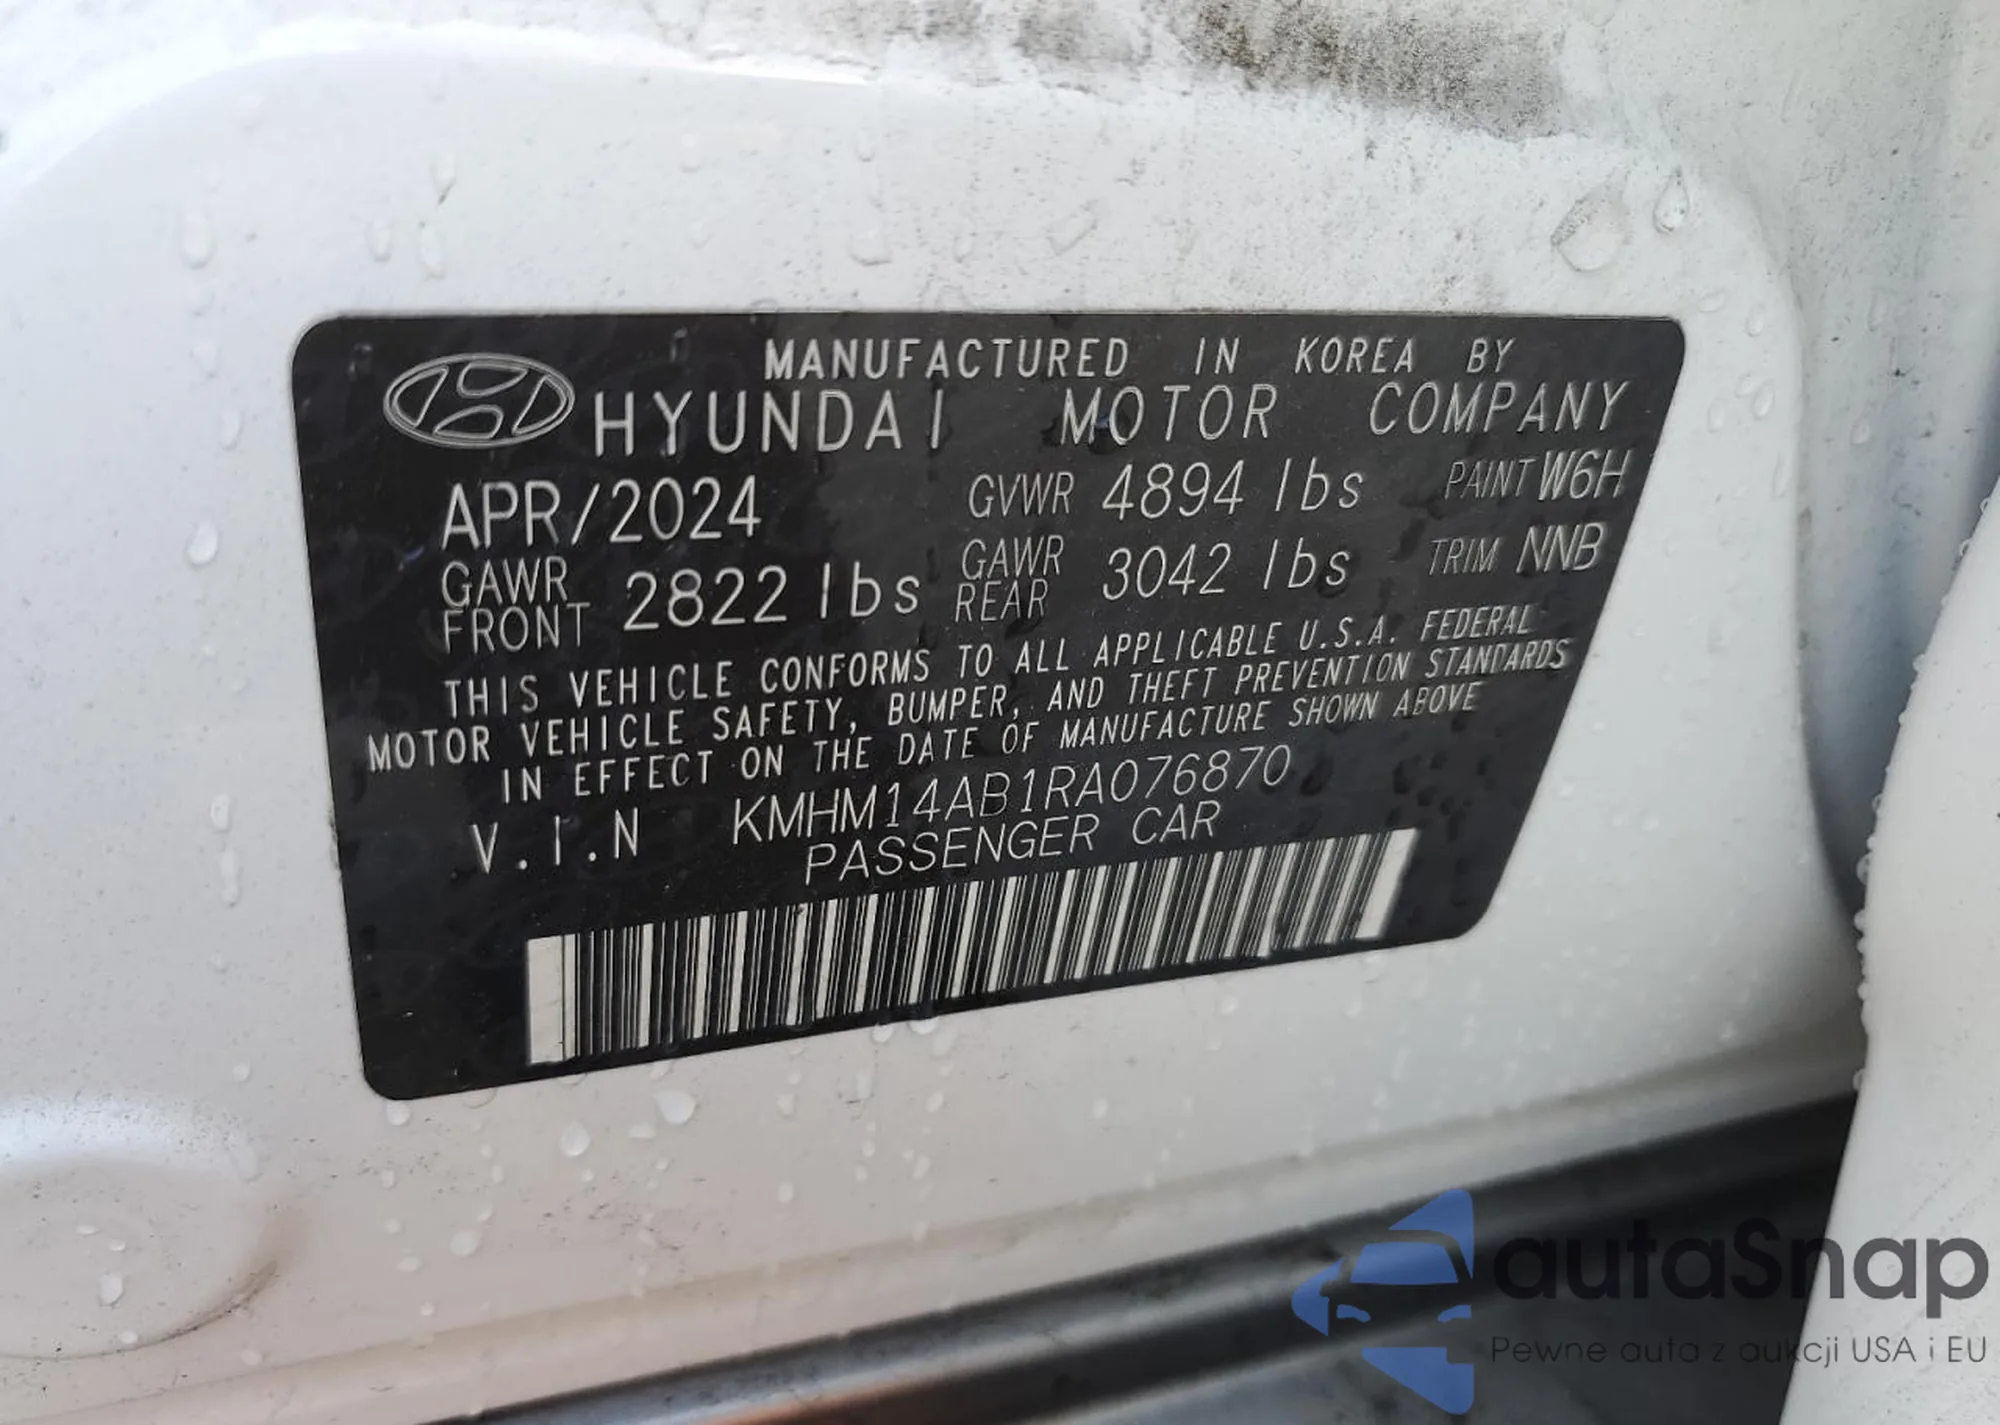 MANUFACTURED IN KOREA BY
HYUNDAI MOTOR COMPANY
APR/2024 GVWR 4894 lbs PAINT W6H
GAWR FRONT 2822 lbs GAWR REAR 3042 lbs TRIM NNB
THIS VEHICLE CONFORMS TO ALL APPLICABLE U.S.A. FEDERAL
MOTOR VEHICLE SAFETY, BUMPER, AND THEFT PREVENTION STANDARDS
IN EFFECT ON THE DATE OF MANUFACTURE SHOWN ABOVE
V.I.N KMHM14AB1RA076870
PASSENGER CAR
autaSnap
Pewne auta z aukcji USA i EU